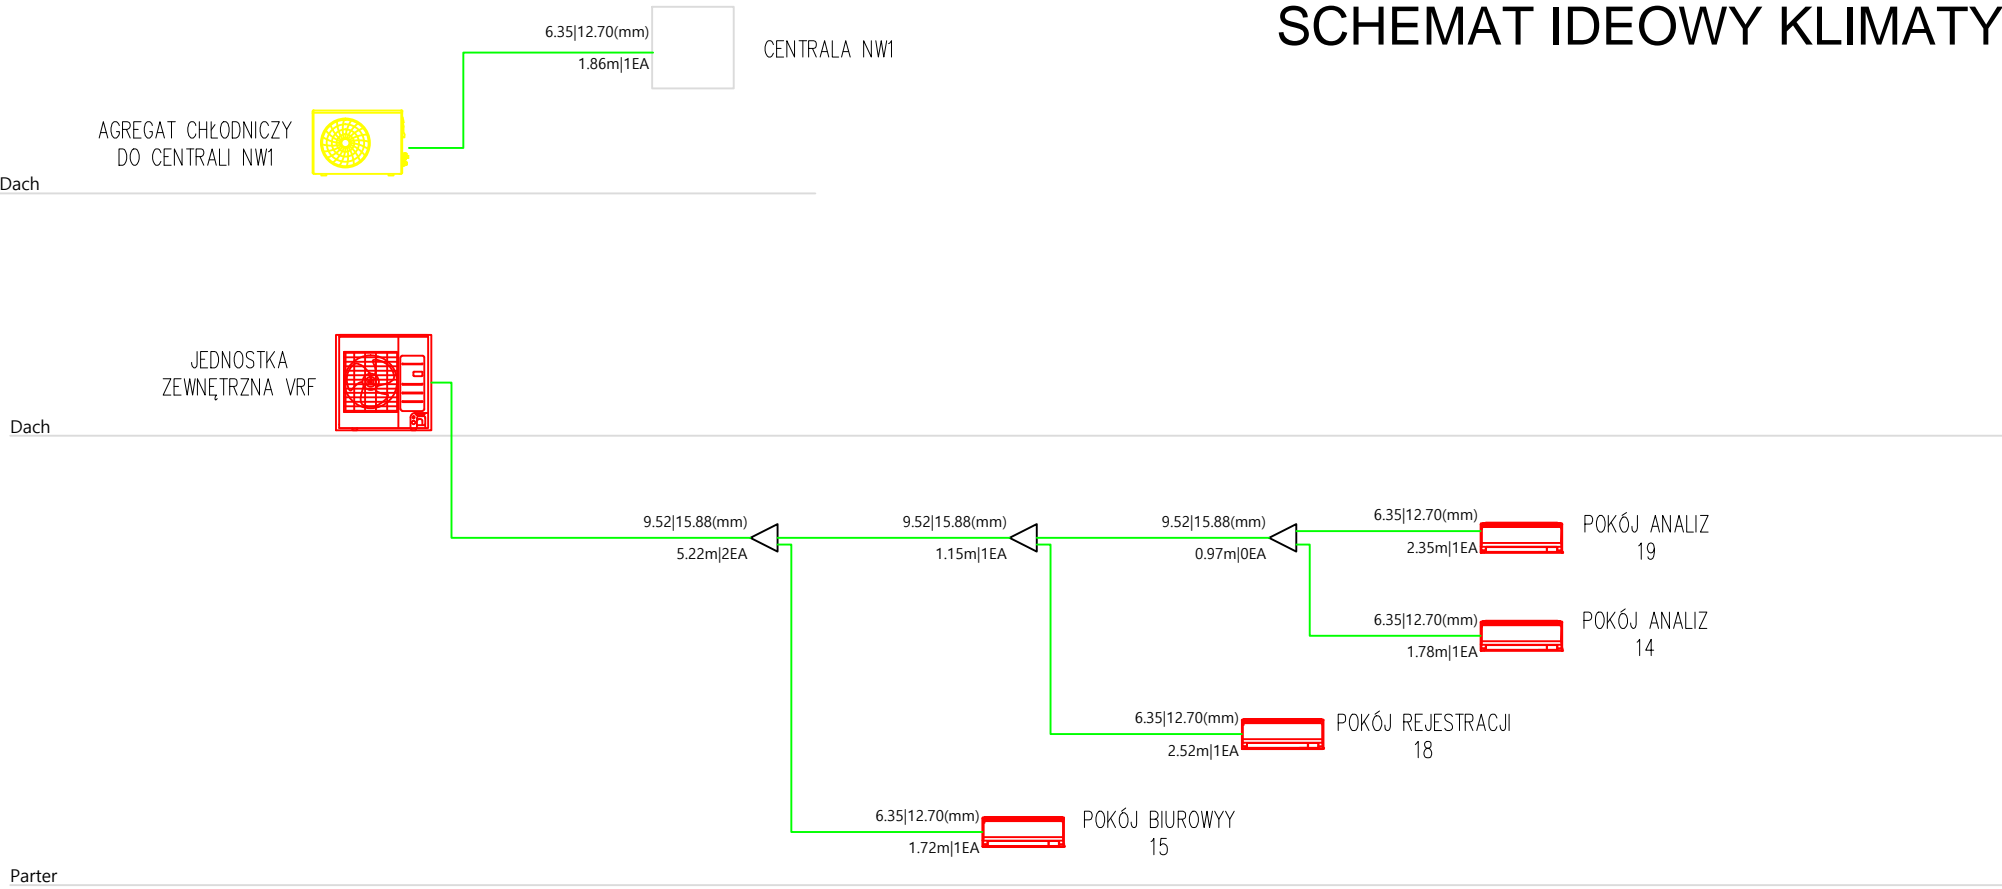 SCHEMAT IDEOWY KLIMATY
6.35|12.70(mm)
1.86m|1EA
CENTRALA NW1
AGREGAT CHŁODNICZY
DO CENTRALI NW1
Dach
JEDNOSTKA
ZEWNĘTRZNA VRF
Dach
9.52|15.88(mm)
5.22m|2EA
9.52|15.88(mm)
1.15m|1EA
9.52|15.88(mm)
0.97m|0EA
6.35|12.70(mm)
2.35m|1EA
POKÓJ ANALIZ
19
6.35|12.70(mm)
1.78m|1EA
POKÓJ ANALIZ
14
6.35|12.70(mm)
2.52m|1EA
POKÓJ REJESTRACJI
18
6.35|12.70(mm)
1.72m|1EA
POKÓJ BIUROWYY
15
Parter